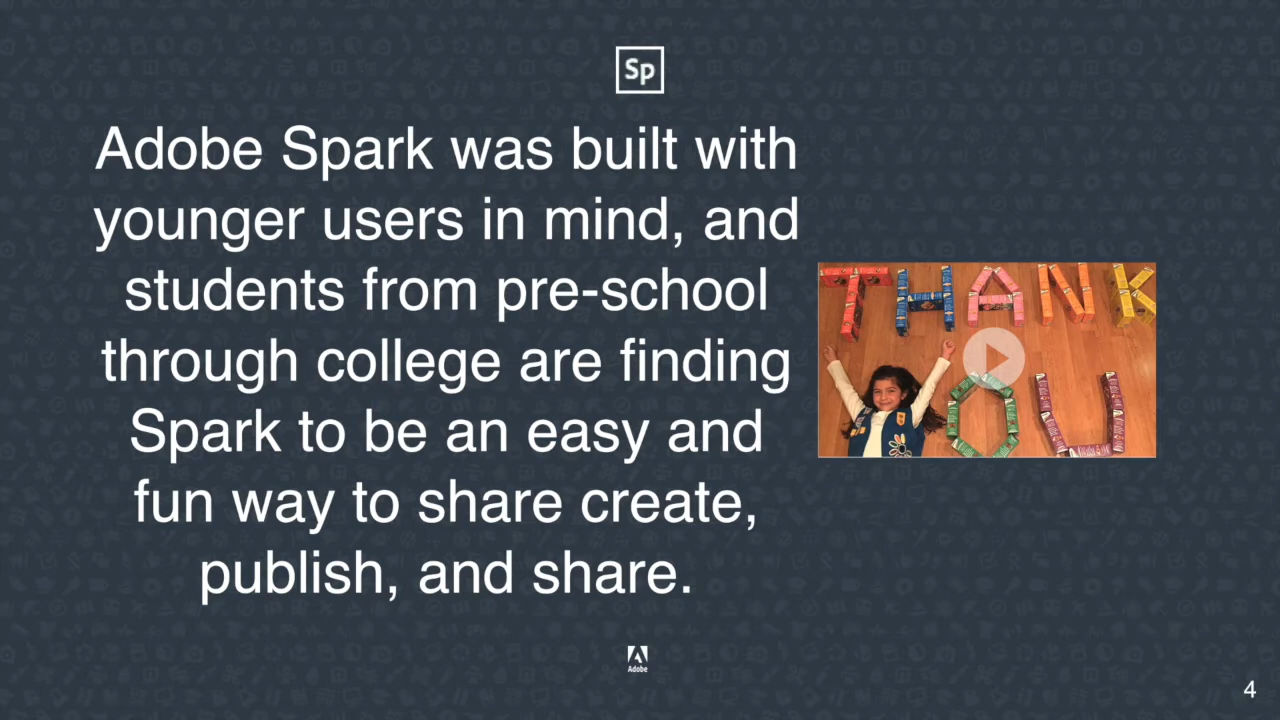 Sp
Adobe Spark was built with
younger users in mind, and
students from pre-school
through college are finding
Spark to be an easy and
fun way to share create,
publish, and share.
THANK
OU
Adobe
4